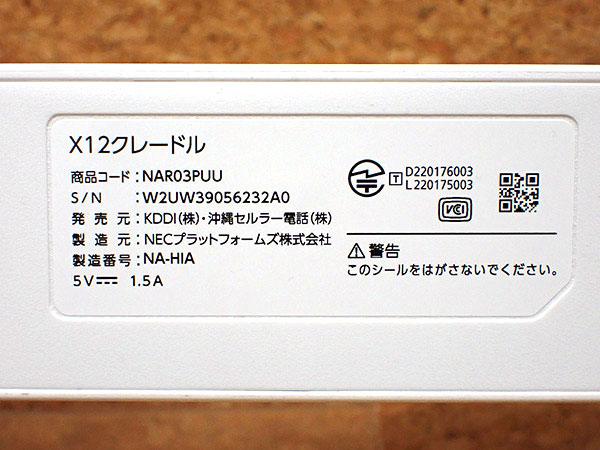 X12クレードル
商品コード:NAR03PUU
S/N:W2UW39056232A0
発売元:KDDI(株)・沖縄セルラー電話(株)
製造元:NECプラットフォームズ株式会社
製造番号:NA-HIA
5V⎓1.5A
T D220176003
L220175003
VCI
⚠警告
このシールをはがさないでください。